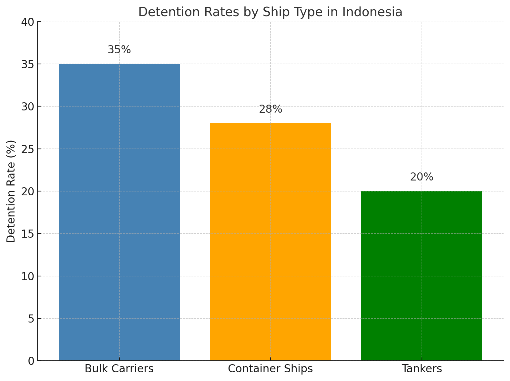 Detention Rates by Ship Type in Indonesia
40
35
30
25
20
15
10
5
0
Detention Rate (%)
35%
28%
20%
Bulk Carriers
Container Ships
Tankers